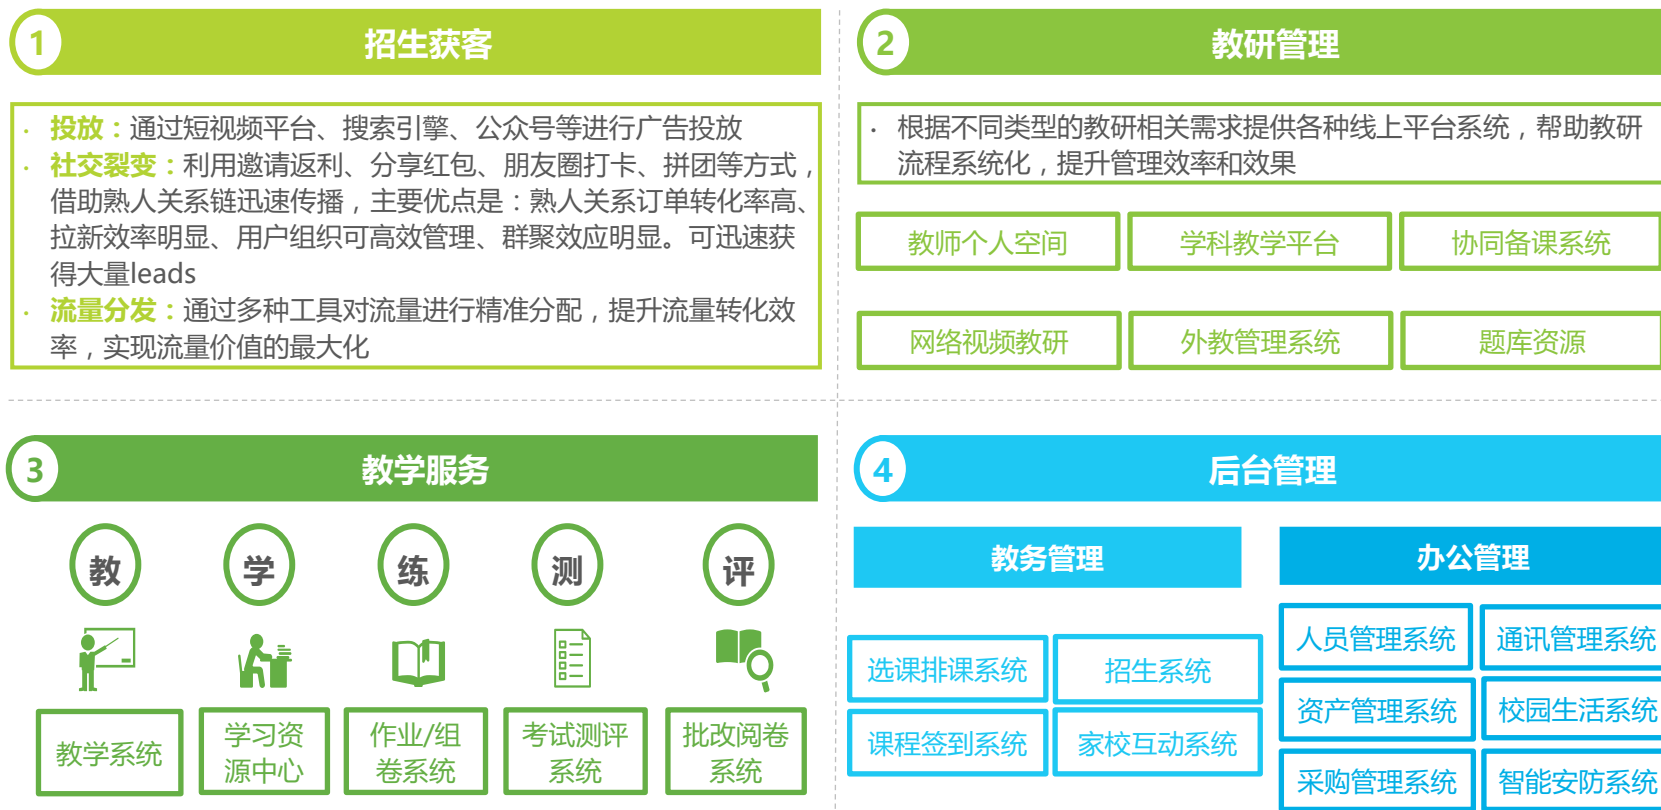 1
招生获客
· 投放：通过短视频平台、搜索引擎、公众号等进行广告投放
· 社交裂变：利用邀请返利、分享红包、朋友圈打卡、拼团等方式，
借助熟人关系链迅速传播，主要优点是：熟人关系订单转化率高、
拉新效率明显、用户组织可高效管理、群聚效应明显。可迅速获
得大量leads
· 流量分发：通过多种工具对流量进行精准分配，提升流量转化效
率，实现流量价值的最大化
2
教研管理
· 根据不同类型的教研相关需求提供各种线上平台系统，帮助教研
流程系统化，提升管理效率和效果
教师个人空间
学科教学平台
协同备课系统
网络视频教研
外教管理系统
题库资源
3
教学服务
教
学
练
测
评
教学系统
学习资
源中心
作业/组
卷系统
考试测评
系统
批改阅卷
系统
4
后台管理
教务管理
选课排课系统
招生系统
课程签到系统
家校互动系统
办公管理
人员管理系统
通讯管理系统
资产管理系统
校园生活系统
采购管理系统
智能安防系统